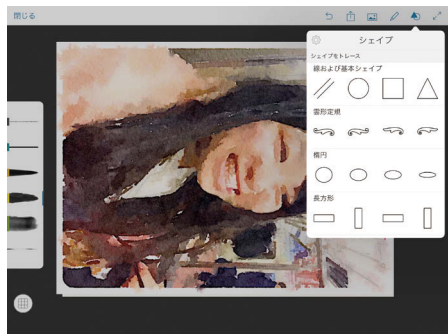 閉じる
シェイプ
シェイプをトレース
線および基本シェイプ
雲形定規
楕円
長方形